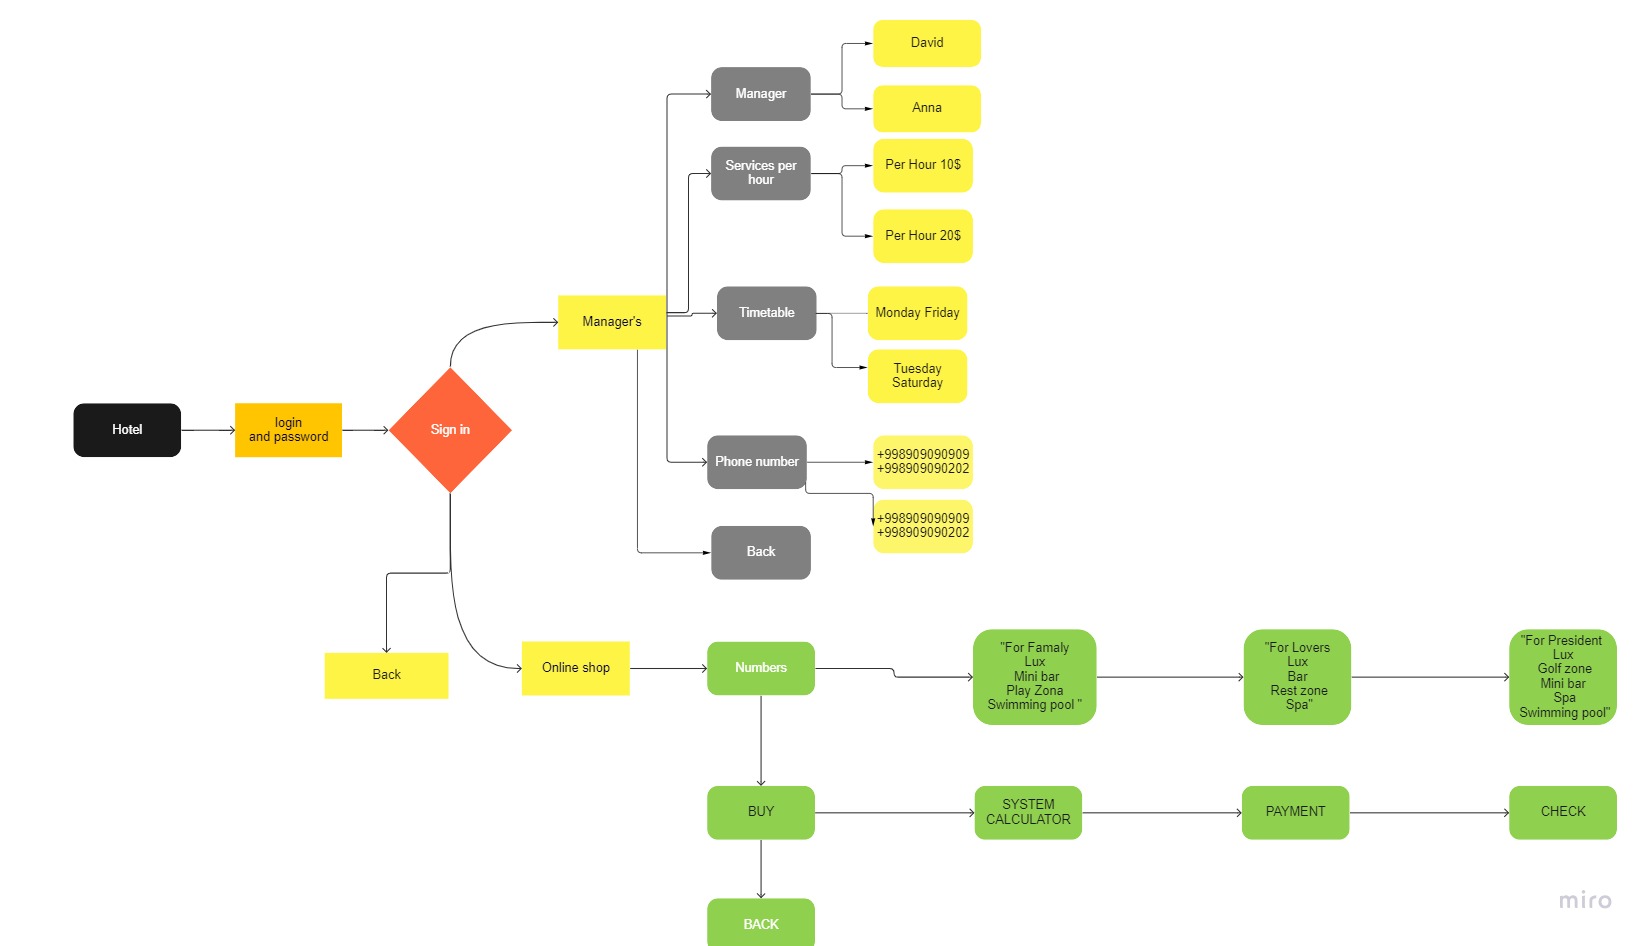 David
Manager
Anna
Services per
hour
Per Hour 10$
Per Hour 20$
Manager's
Timetable
Monday Friday
Tuesday
Saturday
Hotel
login
and password
Sign in
Phone number
+998909090909
+998909090202
+998909090909
+998909090202
Back
Back
Online shop
Numbers
"For Famaly
Lux
Mini bar
Play Zona
Swimming pool "
"For Lovers
Lux
Bar
Rest zone
Spa"
"For President
Lux
Golf zone
Mini bar
Spa
Swimming pool"
BUY
SYSTEM
CALCULATOR
PAYMENT
CHECK
BACK
miro